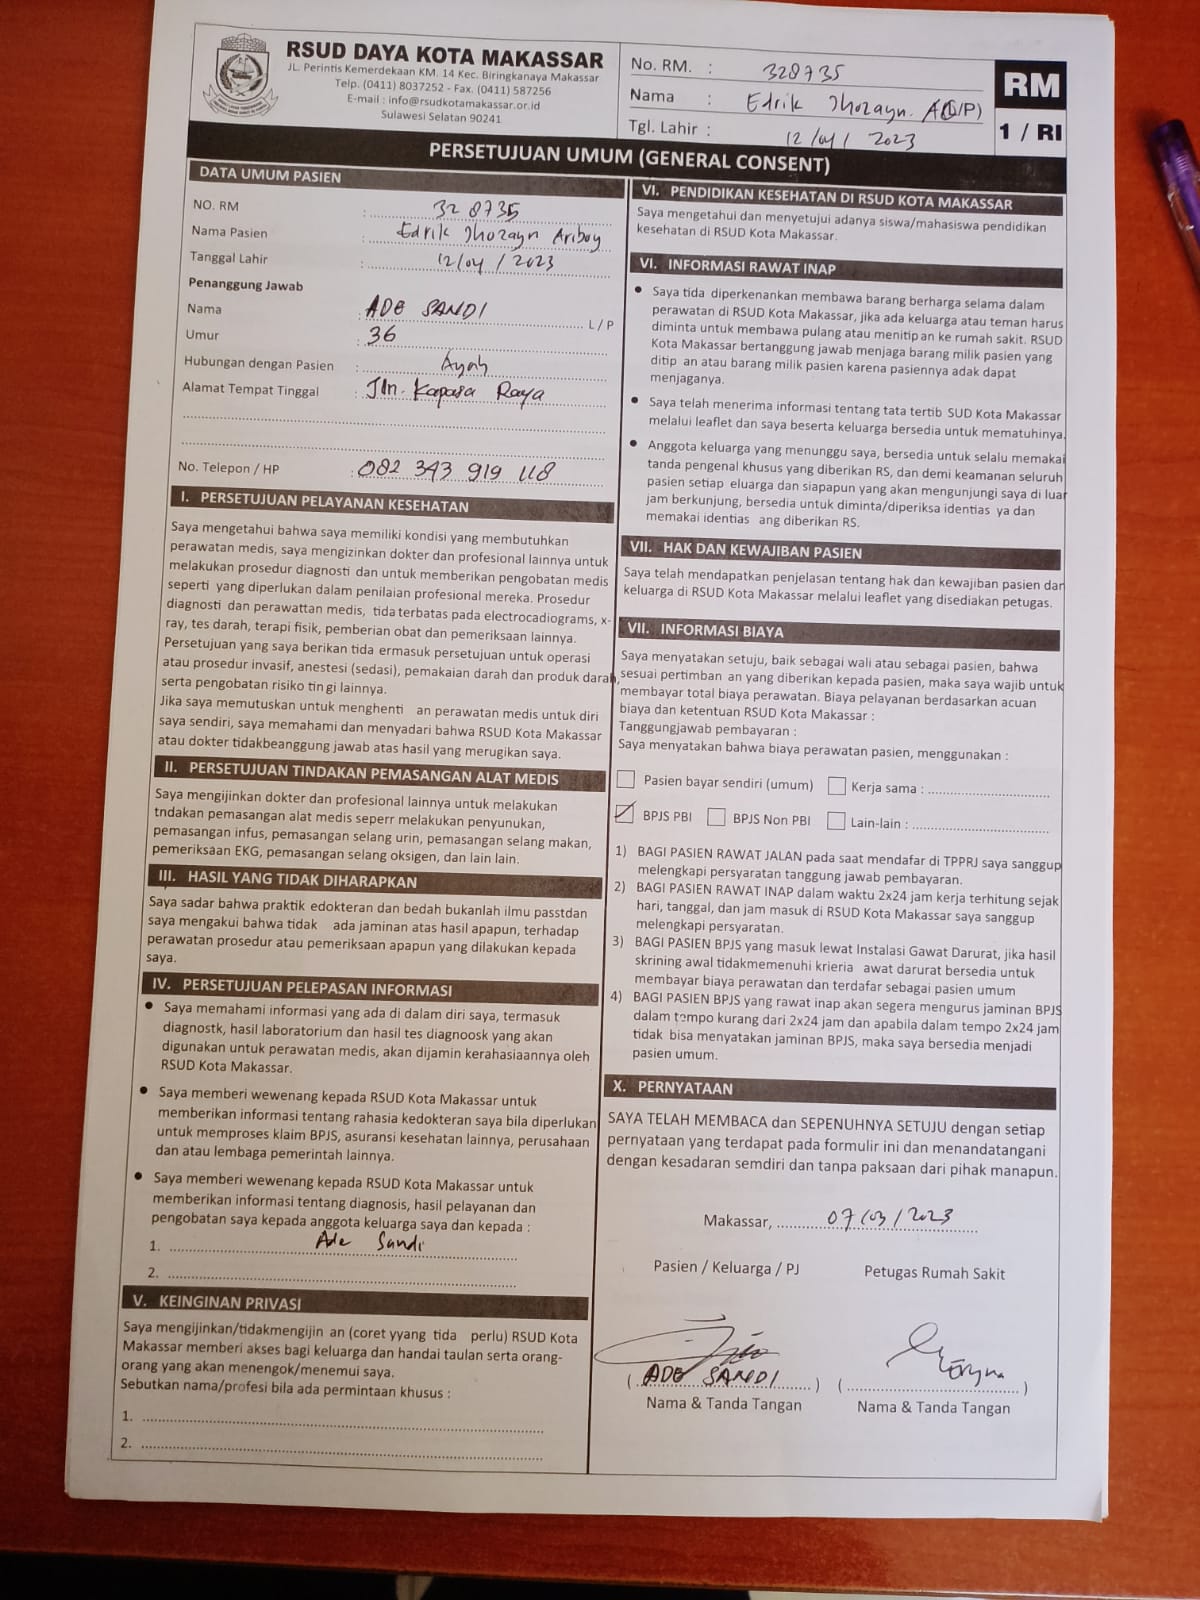 RSUD DAYA KOTA MAKASSAR
JL. Perintis Kemerdekaan KM. 14 Kec. Biringkanaya Makassar
Telp. (0411) 8037252 - Fax. (0411) 587256
E-mail : info@rsudkotamakassar.or.id
Sulawesi Selatan 90241
No. RM. : 328735
Nama : Edrik Jhozayn. A (L/P)
Tgl. Lahir : 12/04/2023
RM
1 / RI
PERSETUJUAN UMUM (GENERAL CONSENT)
DATA UMUM PASIEN
NO. RM : 328735
Nama Pasien : Edrik Jhozayn Ariboy
Tanggal Lahir : 12/04/2023
Penanggung Jawab
Nama : ADE SANDI L / P
Umur : 36
Hubungan dengan Pasien : Ayah
Alamat Tempat Tinggal : Jln. Kapasa Raya
No. Telepon / HP : 082 343 919 118
I. PERSETUJUAN PELAYANAN KESEHATAN
Saya mengetahui bahwa saya memiliki kondisi yang membutuhkan
perawatan medis, saya mengizinkan dokter dan profesional lainnya untuk
melakukan prosedur diagnosti dan untuk memberikan pengobatan medis
seperti yang diperlukan dalam penilaian profesional mereka. Prosedur
diagnosti dan perawattan medis, tida terbatas pada electrocadiograms, x-
ray, tes darah, terapi fisik, pemberian obat dan pemeriksaan lainnya.
Persetujuan yang saya berikan tida ermasuk persetujuan untuk operasi
atau prosedur invasif, anestesi (sedasi), pemakaian darah dan produk darah,
serta pengobatan risiko tin gi lainnya.
Jika saya memutuskan untuk menghenti an perawatan medis untuk diri
saya sendiri, saya memahami dan menyadari bahwa RSUD Kota Makassar
atau dokter tidakbeanggung jawab atas hasil yang merugikan saya.
II. PERSETUJUAN TINDAKAN PEMASANGAN ALAT MEDIS
Saya mengijinkan dokter dan profesional lainnya untuk melakukan
tndakan pemasangan alat medis seperr melakukan penyunukan,
pemasangan infus, pemasangan selang urin, pemasangan selang makan,
pemeriksaan EKG, pemasangan selang oksigen, dan lain lain.
III. HASIL YANG TIDAK DIHARAPKAN
Saya sadar bahwa praktik edokteran dan bedah bukanlah ilmu passtdan
saya mengakui bahwa tidak ada jaminan atas hasil apapun, terhadap
perawatan prosedur atau pemeriksaan apapun yang dilakukan kepada
saya.
IV. PERSETUJUAN PELEPASAN INFORMASI
• Saya memahami informasi yang ada di dalam diri saya, termasuk
diagnostk, hasil laboratorium dan hasil tes diagnoosk yang akan
digunakan untuk perawatan medis, akan dijamin kerahasiaannya oleh
RSUD Kota Makassar.
• Saya memberi wewenang kepada RSUD Kota Makassar untuk
memberikan informasi tentang rahasia kedokteran saya bila diperlukan
untuk memproses klaim BPJS, asuransi kesehatan lainnya, perusahaan
dan atau lembaga pemerintah lainnya.
• Saya memberi wewenang kepada RSUD Kota Makassar untuk
memberikan informasi tentang diagnosis, hasil pelayanan dan
pengobatan saya kepada anggota keluarga saya dan kepada :
1. Ade Sandi
2.
V. KEINGINAN PRIVASI
Saya mengijinkan/tidakmengijin an (coret yyang tida perlu) RSUD Kota
Makassar memberi akses bagi keluarga dan handai taulan serta orang-
orang yang akan menengok/menemui saya.
Sebutkan nama/profesi bila ada permintaan khusus :
1.
2.
VI. PENDIDIKAN KESEHATAN DI RSUD KOTA MAKASSAR
Saya mengetahui dan menyetujui adanya siswa/mahasiswa pendidikan
kesehatan di RSUD Kota Makassar.
VI. INFORMASI RAWAT INAP
• Saya tida diperkenankan membawa barang berharga selama dalam
perawatan di RSUD Kota Makassar, jika ada keluarga atau teman harus
diminta untuk membawa pulang atau menitip an ke rumah sakit. RSUD
Kota Makassar bertanggung jawab menjaga barang milik pasien yang
ditip an atau barang milik pasien karena pasiennya adak dapat
menjaganya.
• Saya telah menerima informasi tentang tata tertib SUD Kota Makassar
melalui leaflet dan saya beserta keluarga bersedia untuk mematuhinya.
• Anggota keluarga yang menunggu saya, bersedia untuk selalu memakai
tanda pengenal khusus yang diberikan RS, dan demi keamanan seluruh
pasien setiap eluarga dan siapapun yang akan mengunjungi saya di luar
jam berkunjung, bersedia untuk diminta/diperiksa identias ya dan
memakai identias ang diberikan RS.
VII. HAK DAN KEWAJIBAN PASIEN
Saya telah mendapatkan penjelasan tentang hak dan kewajiban pasien dan
keluarga di RSUD Kota Makassar melalui leaflet yang disediakan petugas.
VII. INFORMASI BIAYA
Saya menyatakan setuju, baik sebagai wali atau sebagai pasien, bahwa
sesuai pertimban an yang diberikan kepada pasien, maka saya wajib untuk
membayar total biaya perawatan. Biaya pelayanan berdasarkan acuan
biaya dan ketentuan RSUD Kota Makassar :
Tanggungjawab pembayaran :
Saya menyatakan bahwa biaya perawatan pasien, menggunakan :
Pasien bayar sendiri (umum) Kerja sama :
BPJS PBI BPJS Non PBI Lain-lain :
1) BAGI PASIEN RAWAT JALAN pada saat mendafar di TPPRJ saya sanggup
melengkapi persyaratan tanggung jawab pembayaran.
2) BAGI PASIEN RAWAT INAP dalam waktu 2x24 jam kerja terhitung sejak
hari, tanggal, dan jam masuk di RSUD Kota Makassar saya sanggup
melengkapi persyaratan.
3) BAGI PASIEN BPJS yang masuk lewat Instalasi Gawat Darurat, jika hasil
skrining awal tidakmemenuhi krieria awat darurat bersedia untuk
membayar biaya perawatan dan terdafar sebagai pasien umum
4) BAGI PASIEN BPJS yang rawat inap akan segera mengurus jaminan BPJS
dalam tempo kurang dari 2x24 jam dan apabila dalam tempo 2x24 jam
tidak bisa menyatakan jaminan BPJS, maka saya bersedia menjadi
pasien umum.
X. PERNYATAAN
SAYA TELAH MEMBACA dan SEPENUHNYA SETUJU dengan setiap
pernyataan yang terdapat pada formulir ini dan menandatangani
dengan kesadaran semdiri dan tanpa paksaan dari pihak manapun.
Makassar, 07/03/2023
Pasien / Keluarga / PJ Petugas Rumah Sakit
( ADE SANDI ) ( )
Nama & Tanda Tangan Nama & Tanda Tangan